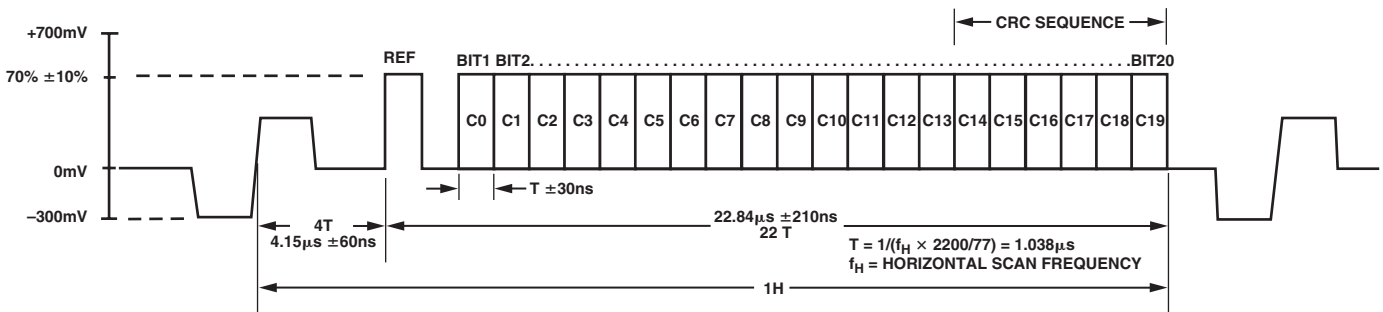 +700mV
CRC SEQUENCE
REF
BIT1 BIT2. . . . . . . . . . . . . . . . . . . . . . . . . . . . . . . . . . . . . . . . . . . . . . . . . . . . . . . . . .BIT20
70% ±10%
C0 C1 C2 C3 C4 C5 C6 C7 C8 C9 C10 C11 C12 C13 C14 C15 C16 C17 C18 C19
0mV
T ±30ns
–300mV
4T
4.15μs ±60ns
22.84μs ±210ns
22 T
T = 1/(fH × 2200/77) = 1.038μs
fH = HORIZONTAL SCAN FREQUENCY
1H